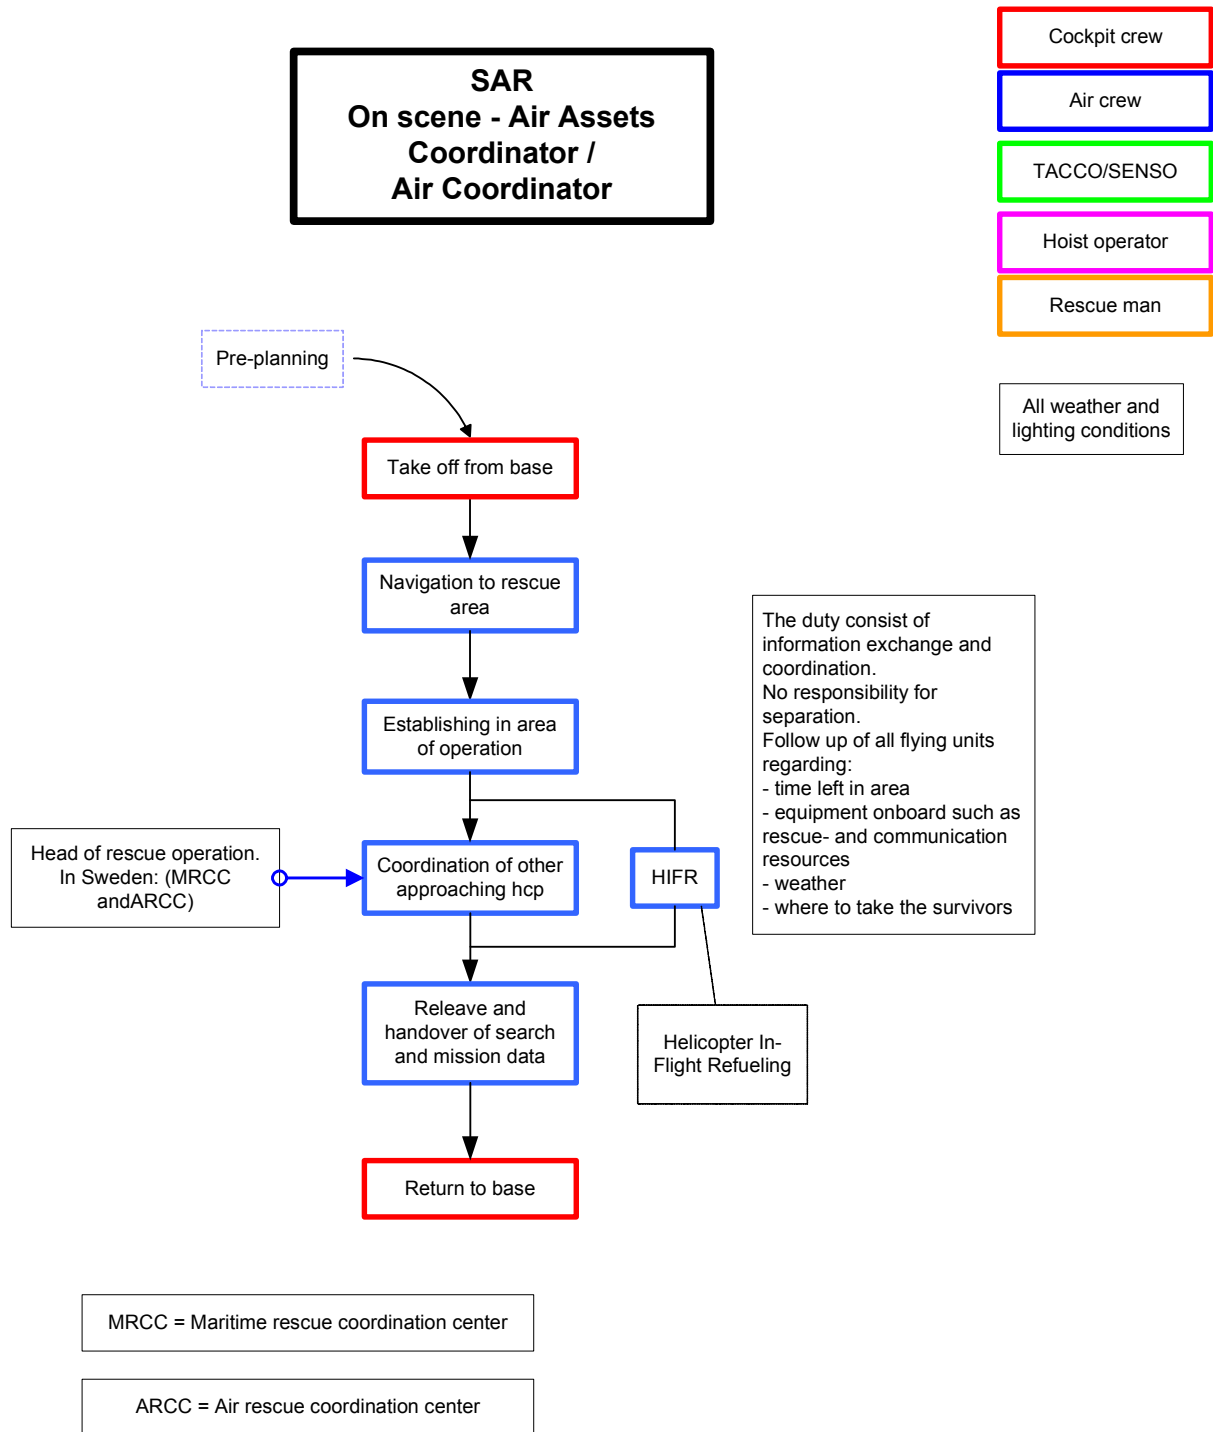 SAR
On scene - Air Assets
Coordinator /
Air Coordinator
Cockpit crew
Air crew
TACCO/SENSO
Hoist operator
Rescue man
All weather and
lighting conditions
Pre-planning
Take off from base
Navigation to rescue
area
Establishing in area
of operation
The duty consist of
information exchange and
coordination.
No responsibility for
separation.
Follow up of all flying units
regarding:
- time left in area
- equipment onboard such as
rescue- and communication
resources
- weather
- where to take the survivors
Head of rescue operation.
In Sweden: (MRCC
andARCC)
Coordination of other
approaching hcp
HIFR
Releave and
handover of search
and mission data
Helicopter In-
Flight Refueling
Return to base
MRCC = Maritime rescue coordination center
ARCC = Air rescue coordination center